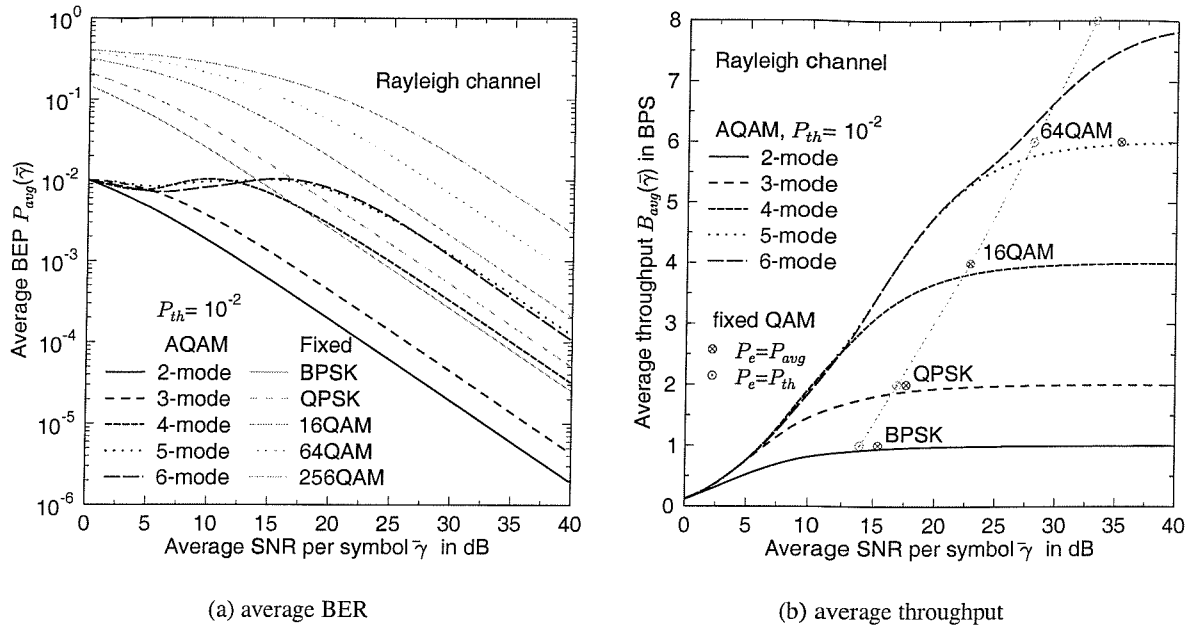 10^0
10^-1
10^-2
10^-3
10^-4
10^-5
10^-6
Average BEP P_avg(γ̄)
Rayleigh channel
P_th= 10^-2
AQAM Fixed
2-mode BPSK
3-mode QPSK
4-mode 16QAM
5-mode 64QAM
6-mode 256QAM
0 5 10 15 20 25 30 35 40
Average SNR per symbol γ̄ in dB
(a) average BER
8
7
6
5
4
3
2
1
0
Average throughput B_avg(γ̄) in BPS
Rayleigh channel
AQAM, P_th= 10^-2
2-mode
3-mode
4-mode
5-mode
6-mode
fixed QAM
⊗ P_e=P_avg
⊙ P_e=P_th
64QAM
16QAM
QPSK
BPSK
0 5 10 15 20 25 30 35 40
Average SNR per symbol γ̄ in dB
(b) average throughput